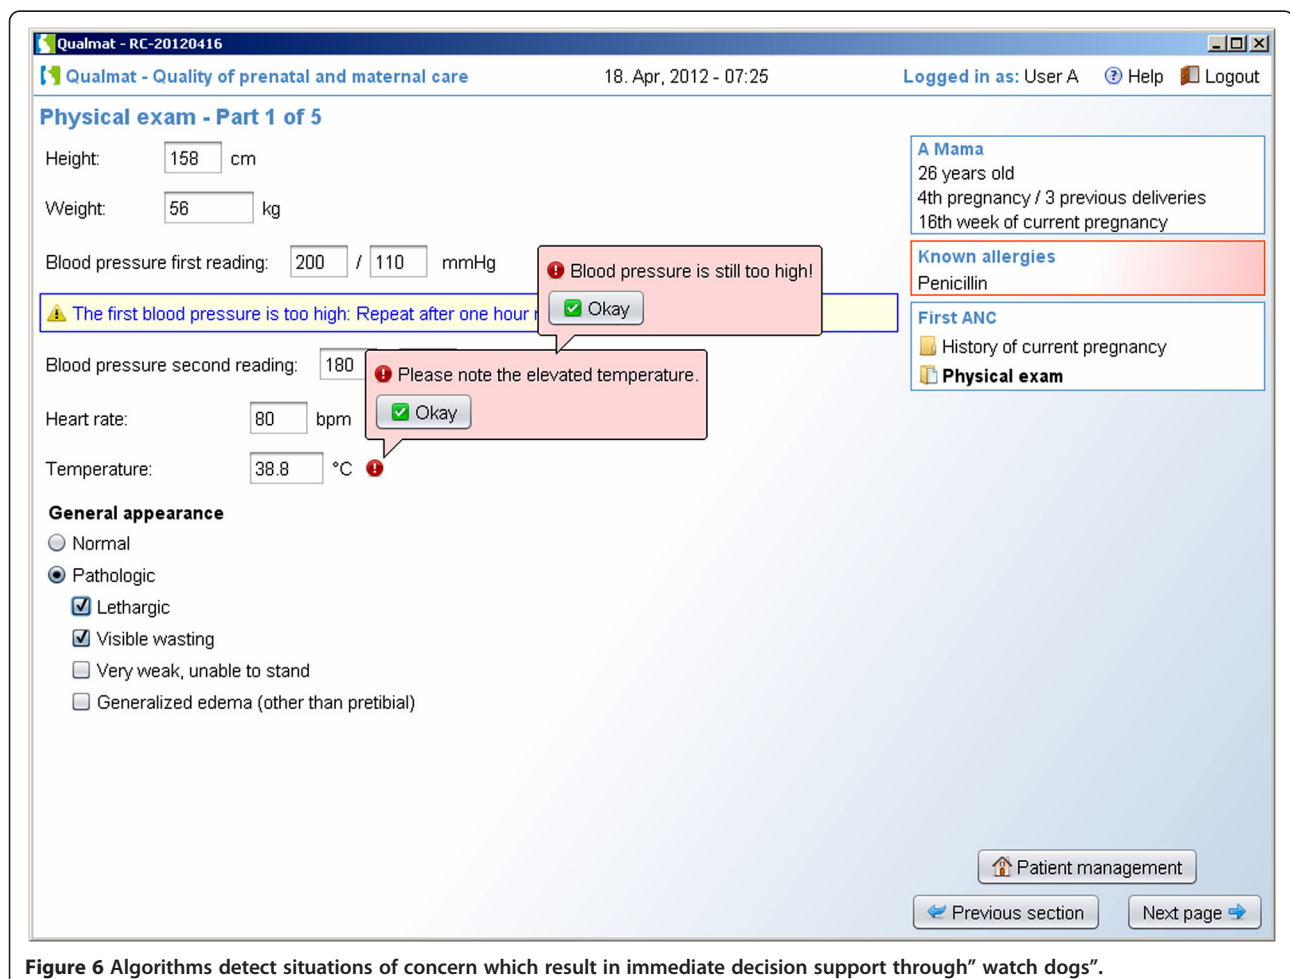 Qualmat - RC-20120416
Qualmat - Quality of prenatal and maternal care 18. Apr, 2012 - 07:25 Logged in as: User A Help Logout
Physical exam - Part 1 of 5
Height: 158 cm
Weight: 56 kg
Blood pressure first reading: 200 / 110 mmHg
Blood pressure is still too high!
Okay
The first blood pressure is too high: Repeat after one hour
Blood pressure second reading: 180
Please note the elevated temperature.
Okay
Heart rate: 80 bpm
Temperature: 38.8 °C
General appearance
Normal
Pathologic
Lethargic
Visible wasting
Very weak, unable to stand
Generalized edema (other than pretibial)
A Mama
26 years old
4th pregnancy / 3 previous deliveries
16th week of current pregnancy
Known allergies
Penicillin
First ANC
History of current pregnancy
Physical exam
Patient management
Previous section Next page
Figure 6 Algorithms detect situations of concern which result in immediate decision support through” watch dogs”.